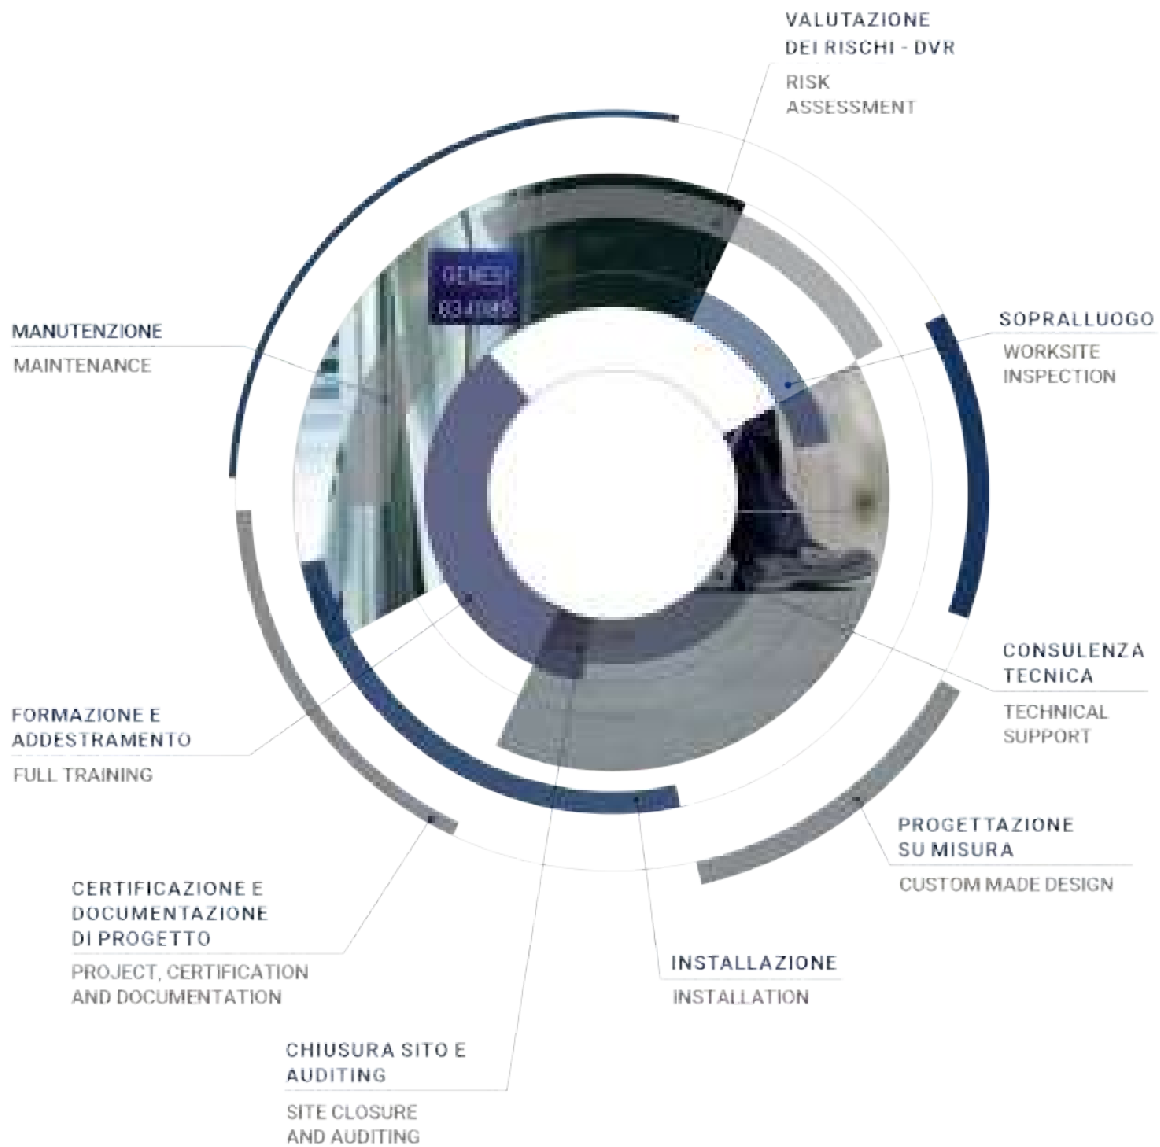 VALUTAZIONE
DEI RISCHI - DVR
RISK
ASSESSMENT
SOPRALLUOGO
WORKSITE
INSPECTION
CONSULENZA
TECNICA
TECHNICAL
SUPPORT
PROGETTAZIONE
SU MISURA
CUSTOM MADE DESIGN
INSTALLAZIONE
INSTALLATION
CHIUSURA SITO E
AUDITING
SITE CLOSURE
AND AUDITING
CERTIFICAZIONE E
DOCUMENTAZIONE
DI PROGETTO
PROJECT, CERTIFICATION
AND DOCUMENTATION
FORMAZIONE E
ADDESTRAMENTO
FULL TRAINING
MANUTENZIONE
MAINTENANCE
GENESI